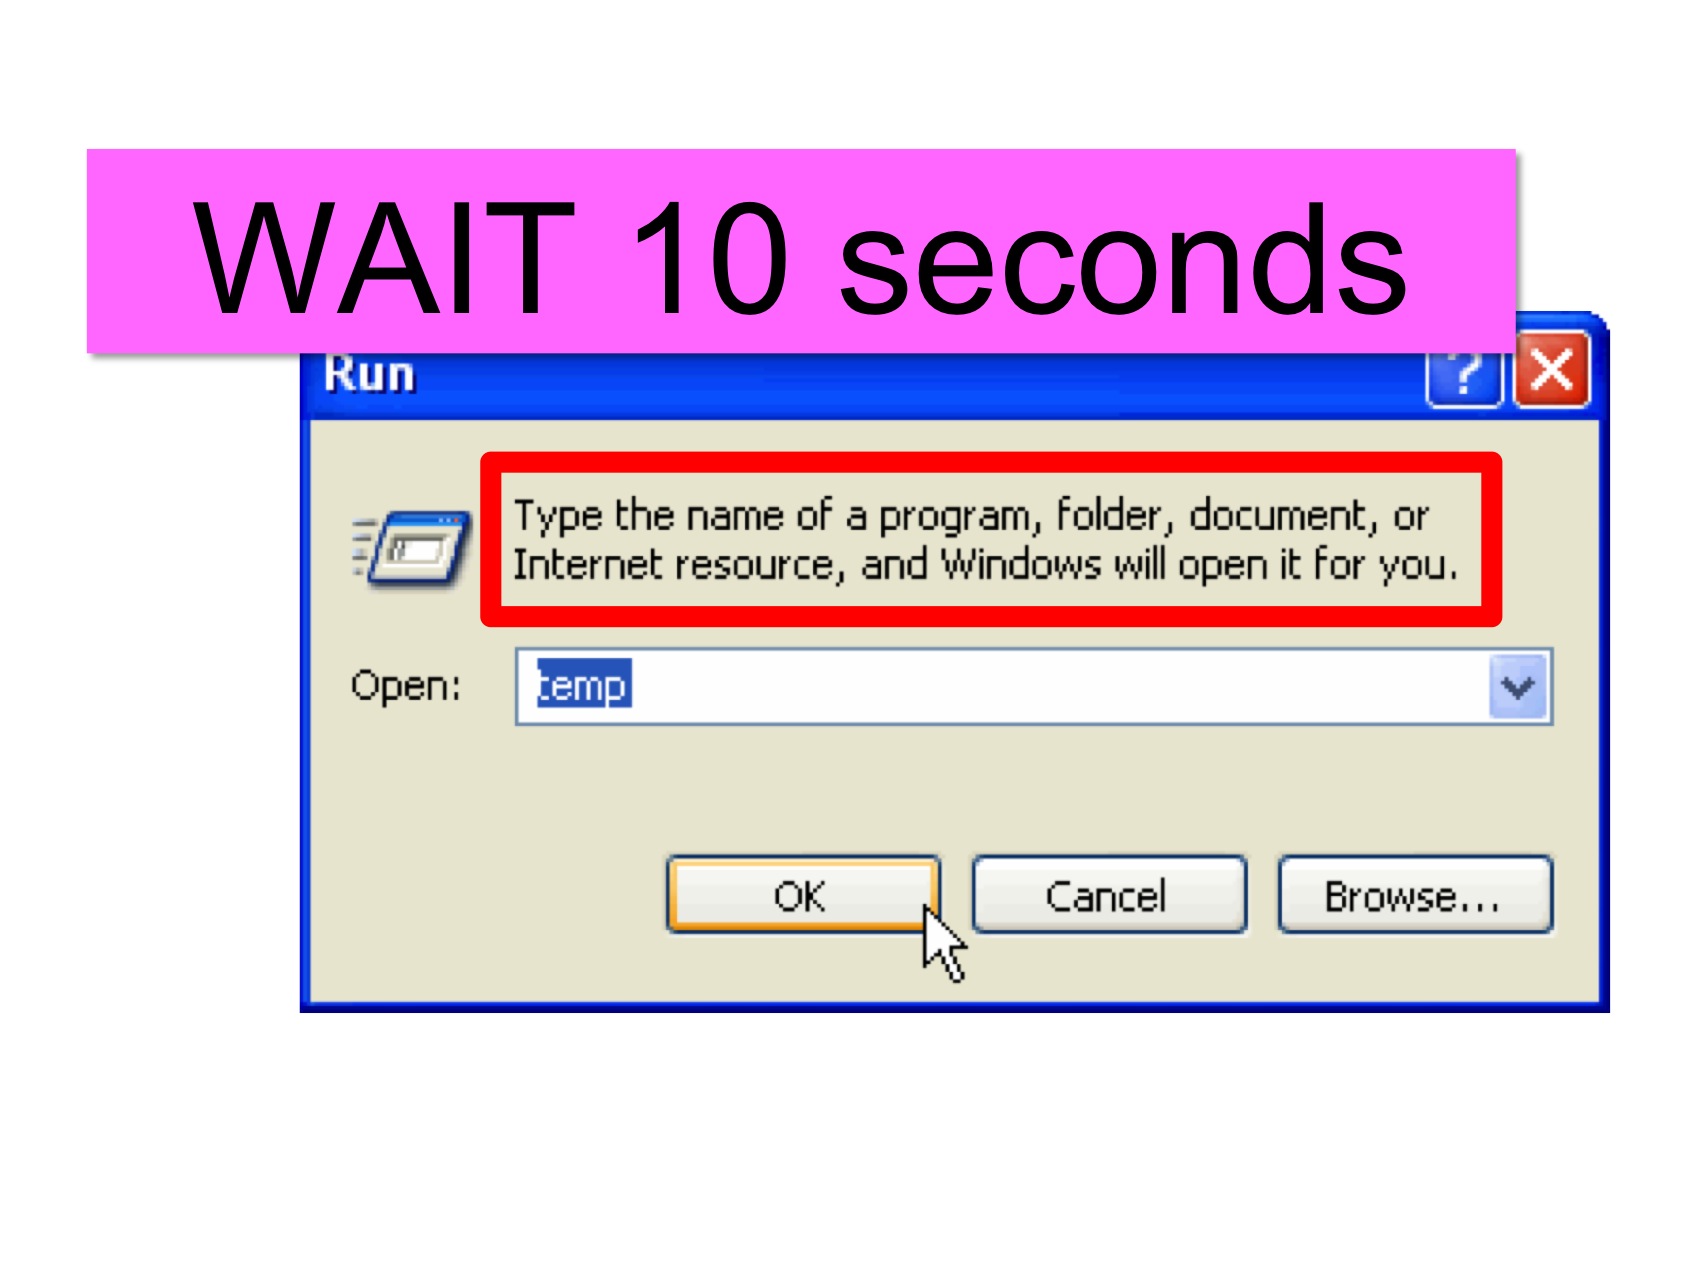 WAIT 10 seconds
Run
Type the name of a program, folder, document, or
Internet resource, and Windows will open it for you.
Open: temp
OK Cancel Browse...